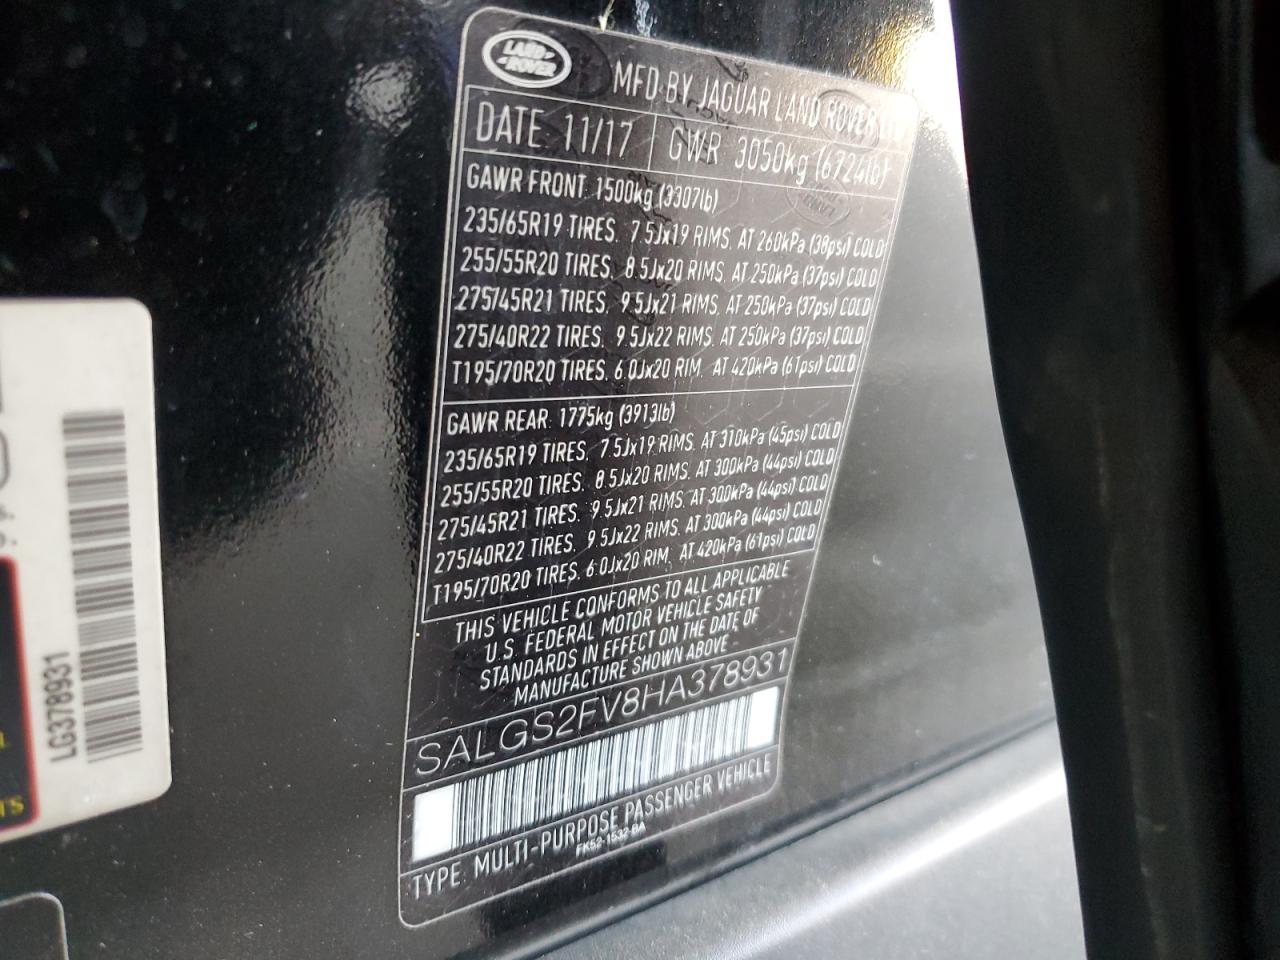 LAND ROVER
MFD BY JAGUAR LAND ROVER
DATE 11/17 GWR 3050kg (6724lb)
GAWR FRONT 1500kg (3307lb)
235/65R19 TIRES, 7.5Jx19 RIMS, AT 260kPa (38psi) COLD
255/55R20 TIRES, 8.5Jx20 RIMS, AT 250kPa (37psi) COLD
275/45R21 TIRES, 9.5Jx21 RIMS, AT 250kPa (37psi) COLD
275/40R22 TIRES, 9.5Jx22 RIMS, AT 250kPa (37psi) COLD
T195/70R20 TIRES, 6.0Jx20 RIM, AT 420kPa (61psi) COLD
GAWR REAR 1775kg (3913lb)
235/65R19 TIRES, 7.5Jx19 RIMS, AT 310kPa (45psi) COLD
255/55R20 TIRES, 8.5Jx20 RIMS, AT 300kPa (44psi) COLD
275/45R21 TIRES, 9.5Jx21 RIMS, AT 300kPa (44psi) COLD
275/40R22 TIRES, 9.5Jx22 RIMS, AT 300kPa (44psi) COLD
T195/70R20 TIRES, 6.0Jx20 RIM, AT 420kPa (61psi) COLD
THIS VEHICLE CONFORMS TO ALL APPLICABLE
U.S. FEDERAL MOTOR VEHICLE SAFETY
STANDARDS IN EFFECT ON THE DATE OF
MANUFACTURE SHOWN ABOVE
SALGS2FV8HA378931
TYPE: MULTI-PURPOSE PASSENGER VEHICLE
FK52-1532-BA
LG378931